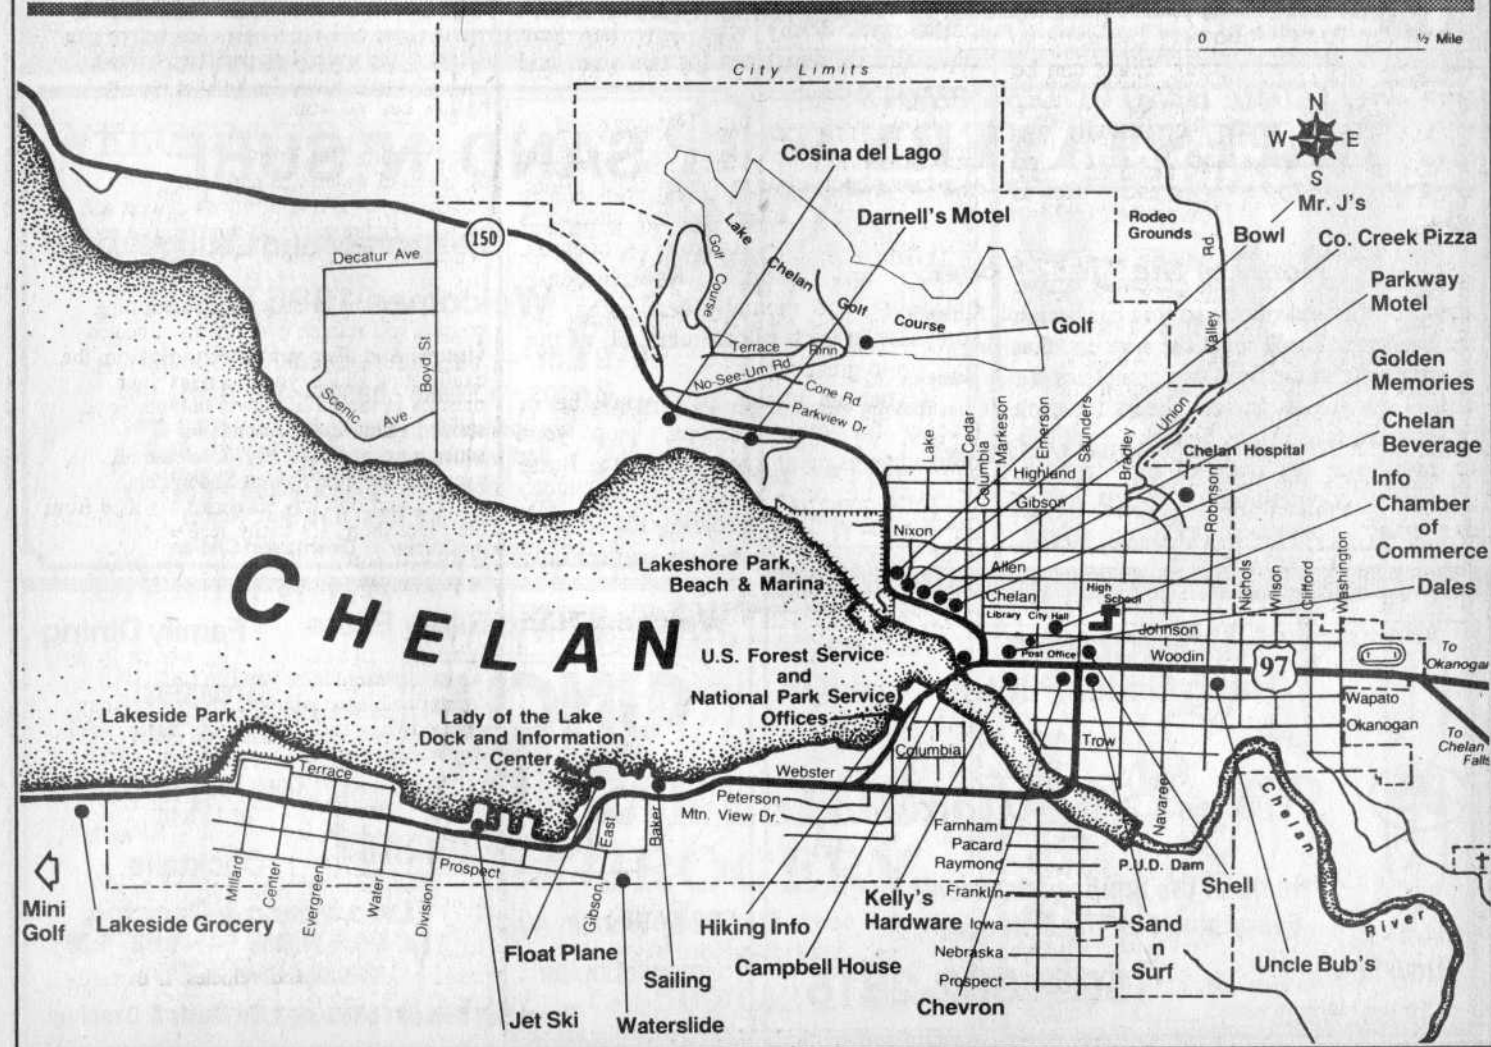 City Limits
0 ½ Mile
N
W E
S
Cosina del Lago
Darnell's Motel
Mr. J's
Rodeo
Grounds
Bowl
Co. Creek Pizza
150
Decatur Ave
Lake
Chelan
Golf
Course
Golf
Course
Golf
Parkway
Motel
Union
Valley
Rd.
Terrace
Rinn
No-See-Um Rd
Cone Rd.
Parkview Dr.
Boyd St
Scenic
Ave
Golden
Memories
Chelan
Beverage
Lake
Cedar
Columbia
Markeson
Emerson
Saunders
Bradley
Highland
Gibson
Chelan Hospital
Robinson
Info
Chamber
of
Commerce
Dales
Nixon
Allen
Chelan
High
School
Library City Hall
Johnson
Post Office
Woodin
Nichols
Wilson
Clifford
Washington
97
To
Okanogan
Lakeshore Park,
Beach & Marina
CHELAN
U.S. Forest Service
and
National Park Service
Offices
Wapato
Okanogan
To
Chelan
Falls
Lakeside Park
Lady of the Lake
Dock and Information
Center
Columbia
Trow
Terrace
Webster
Peterson
Mtn. View Dr.
East
Baker
Navarre
Chelan
River
Farnham
Pacard
Raymond
Franklin
Iowa
Nebraska
Prospect
P.U.D. Dam
Prospect
Millard
Center
Evergreen
Water
Division
Gibson
Shell
Mini
Golf
Lakeside Grocery
Kelly's
Hardware
Sand
n
Surf
Hiking Info
Float Plane
Campbell House
Uncle Bub's
Sailing
Chevron
Jet Ski
Waterslide